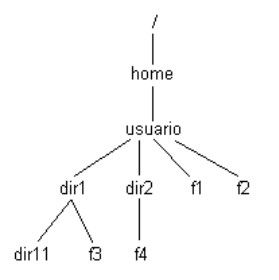 /
home
usuario
dir1 dir2 f1 f2
dir11 f3 f4